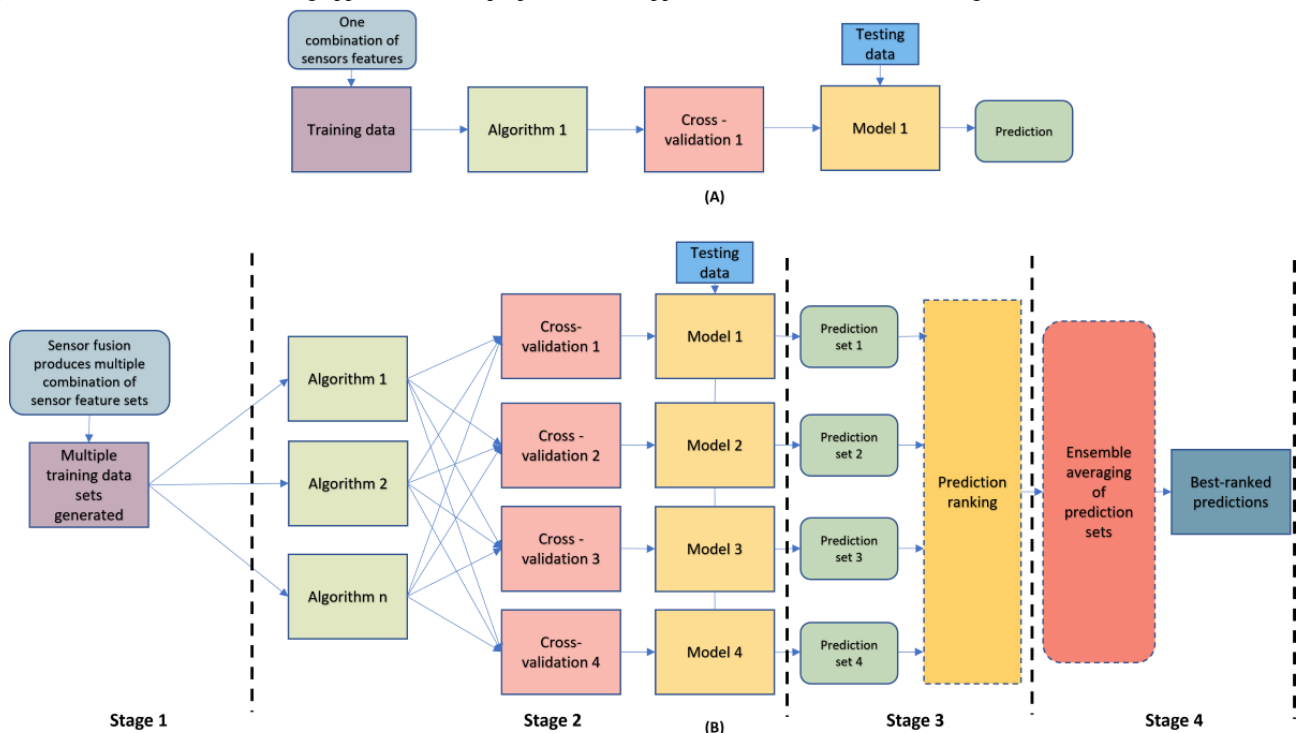 One
combination of
sensors features
Testing
data
Training data
Algorithm 1
Cross -
validation 1
Model 1
Prediction
(A)
Sensor fusion
produces multiple
combination of
sensor feature sets
Multiple
training data
sets
generated
Algorithm 1
Algorithm 2
Algorithm n
Cross-
validation 1
Cross -
validation 2
Cross -
validation 3
Cross-
validation 4
Testing
data
Model 1
Model 2
Model 3
Model 4
Prediction
set 1
Prediction
set 2
Prediction
set 3
Prediction
set 4
Prediction
ranking
Ensemble
averaging
of
prediction
sets
Best-ranked
predictions
Stage 1
Stage 2
(B)
Stage 3
Stage 4